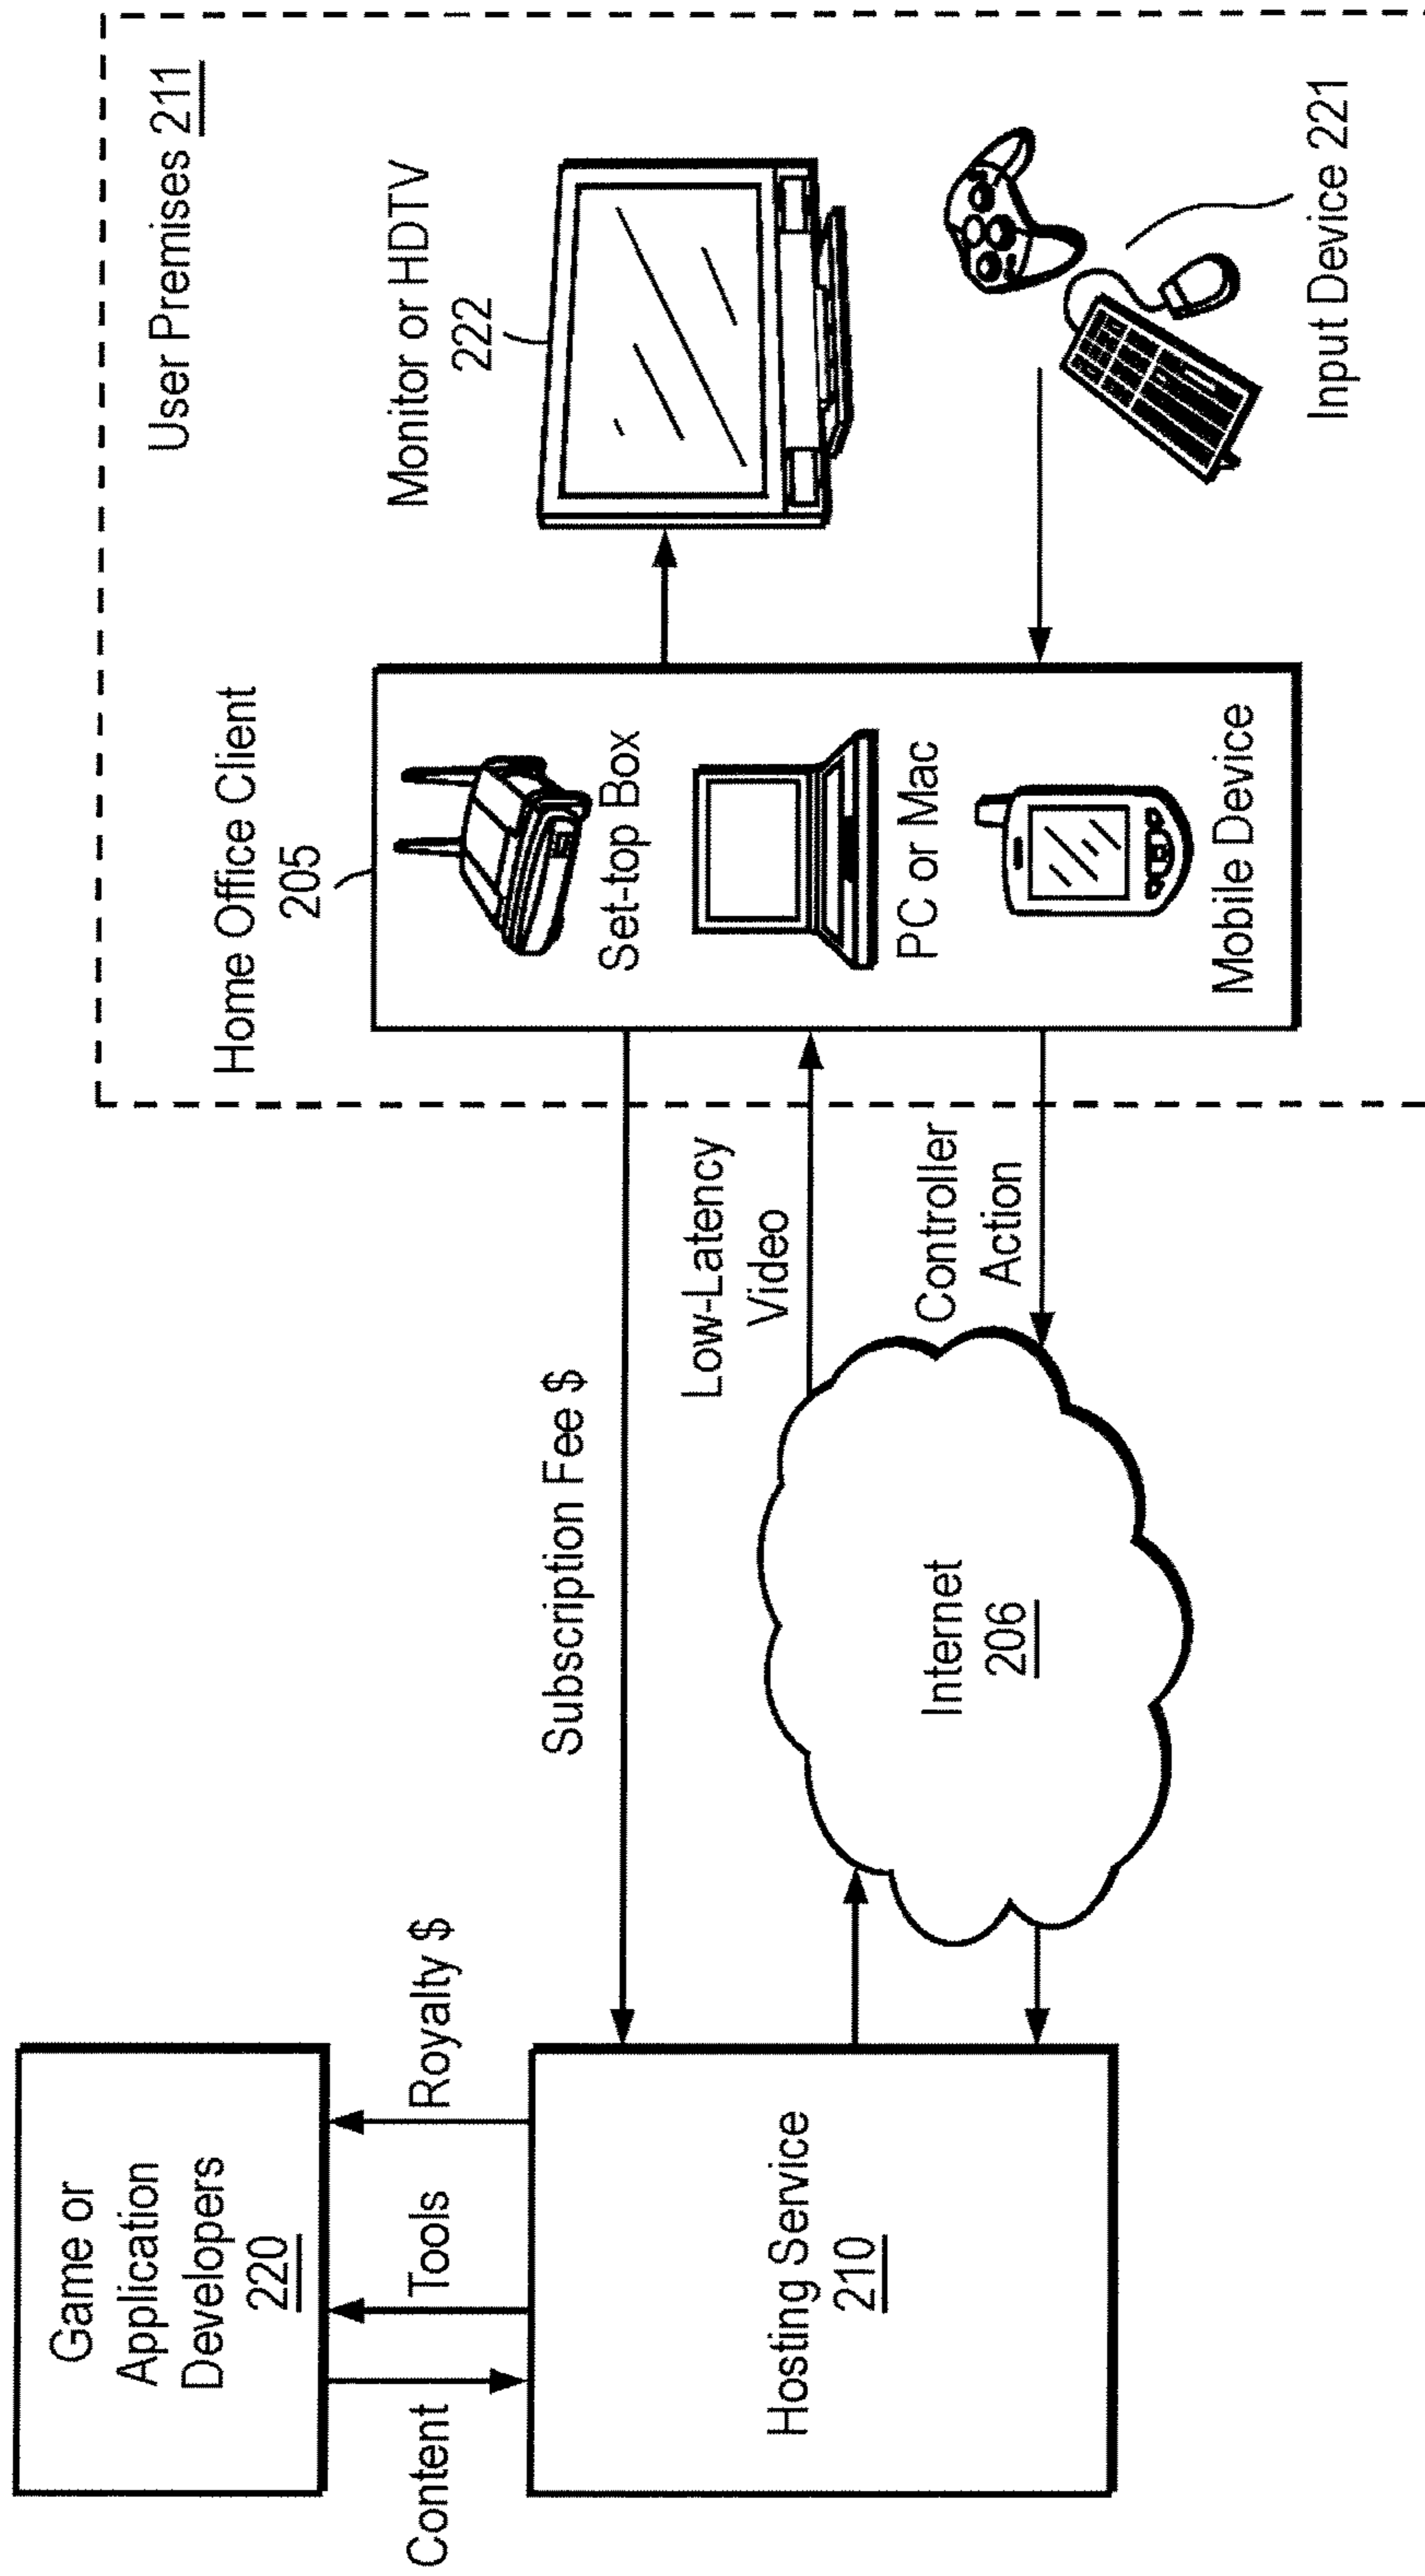 Game or
Application
Developers
220
Content
Tools
Royalty $
Hosting Service
210
Subscription Fee $
Internet
206
Low-Latency
Video
Controller
Action
User Premises 211
Home Office Client
205
Set-top Box
PC or Mac
Mobile Device
Monitor or HDTV
222
Input Device 221